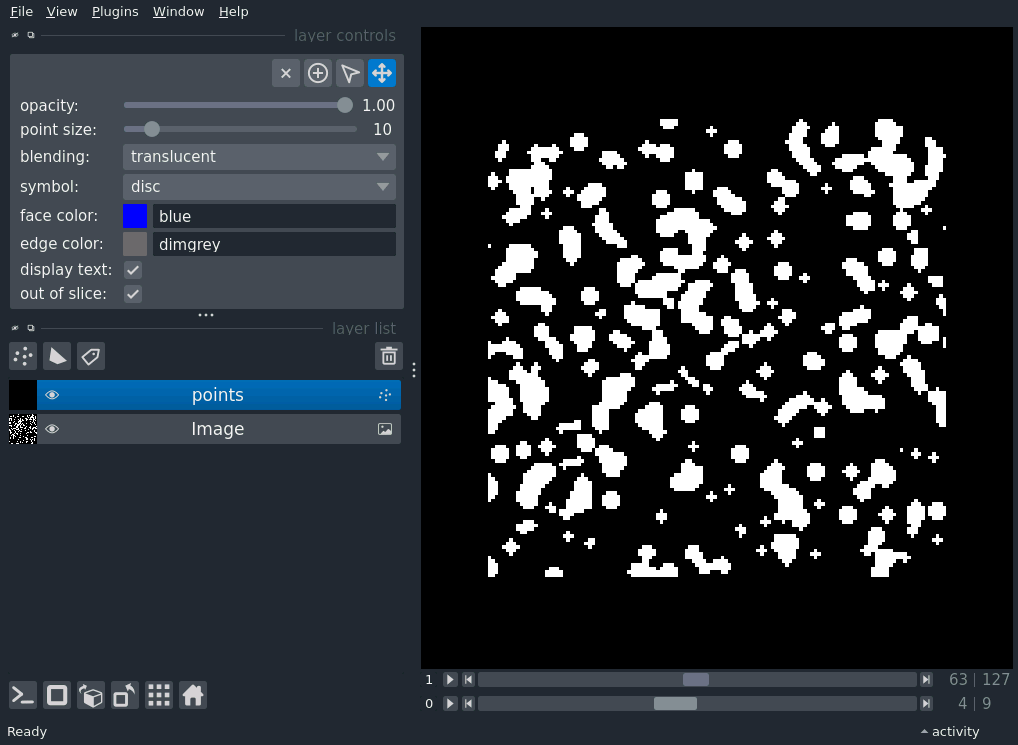 File View Plugins Window Help
layer controls
opacity: 1.00
point size: 10
blending: translucent
symbol: disc
face color: blue
edge color: dimgrey
display text:
out of slice:
layer list
points
Image
1 63 | 127
0 4 | 9
Ready activity